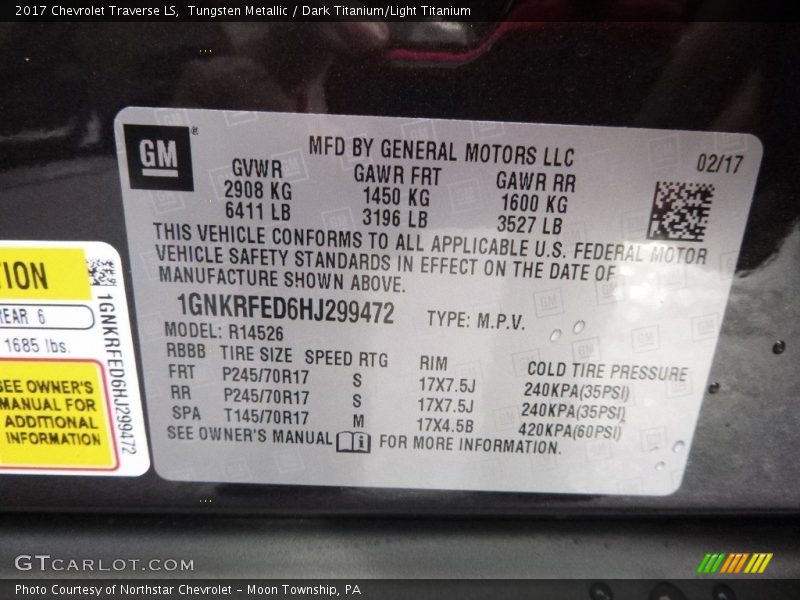 2017 Chevrolet Traverse LS, Tungsten Metallic / Dark Titanium/Light Titanium
GM
MFD BY GENERAL MOTORS LLC
02/17
GVWR GAWR FRT GAWR RR
2908 KG 1450 KG 1600 KG
6411 LB 3196 LB 3527 LB
THIS VEHICLE CONFORMS TO ALL APPLICABLE U.S. FEDERAL MOTOR
VEHICLE SAFETY STANDARDS IN EFFECT ON THE DATE OF
MANUFACTURE SHOWN ABOVE.
1GNKRFED6HJ299472 TYPE: M.P.V.
MODEL: R14526
RBBB TIRE SIZE SPEED RTG RIM COLD TIRE PRESSURE
FRT P245/70R17 S 17X7.5J 240KPA(35PSI)
RR P245/70R17 S 17X7.5J 240KPA(35PSI)
SPA T145/70R17 M 17X4.5B 420KPA(60PSI)
SEE OWNER'S MANUAL i FOR MORE INFORMATION.
TION
REAR 6
1685 lbs.
SEE OWNER'S
MANUAL FOR
ADDITIONAL
INFORMATION
1GNKRFED6HJ299472
GTCARLOT.COM
Photo Courtesy of Northstar Chevrolet - Moon Township, PA